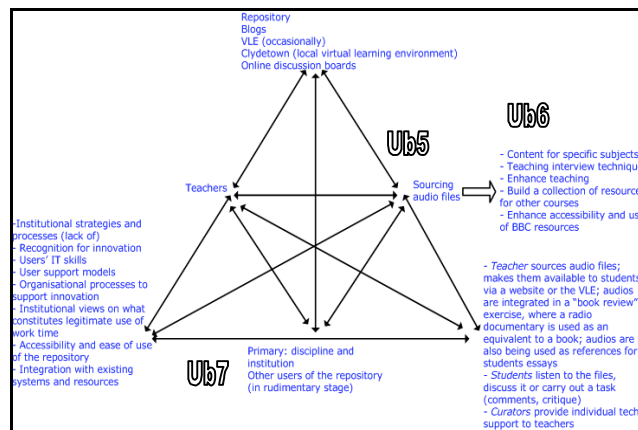 Repository
Blogs
VLE (occasionally)
Clydetown (local virtual learning environment)
Online discussion boards
Ub5
Ub6
Teachers
Sourcing
audio files
- Content for specific subjects
- Teaching interview technique
- Enhance teaching
- Build a collection of resource
for other courses
- Enhance accessibility and us
of BBC resources
-Institutional strategies and
processes (lack of)
- Recognition for innovation
- Users' IT skills
- User support models
- Organisational processes to
support innovation
- Institutional views on what
constitutes legitimate use of
work time
- Accessibility and ease of use
of the repository
- Integration with existing
systems and resources
Ub7
Primary: discipline and
institution
Other users of the repository
(in rudimentary stage)
- Teacher sources audio files;
makes them available to students
via a website or the VLE; audios
are integrated in a "book review"
exercise, where a radio
documentary is used as an
equivalent to a book; audios are
also being used as references for
students essays
- Students listen to the files,
discuss it or carry out a task
(comments, critique)
- Curators provide individual tech
support to teachers